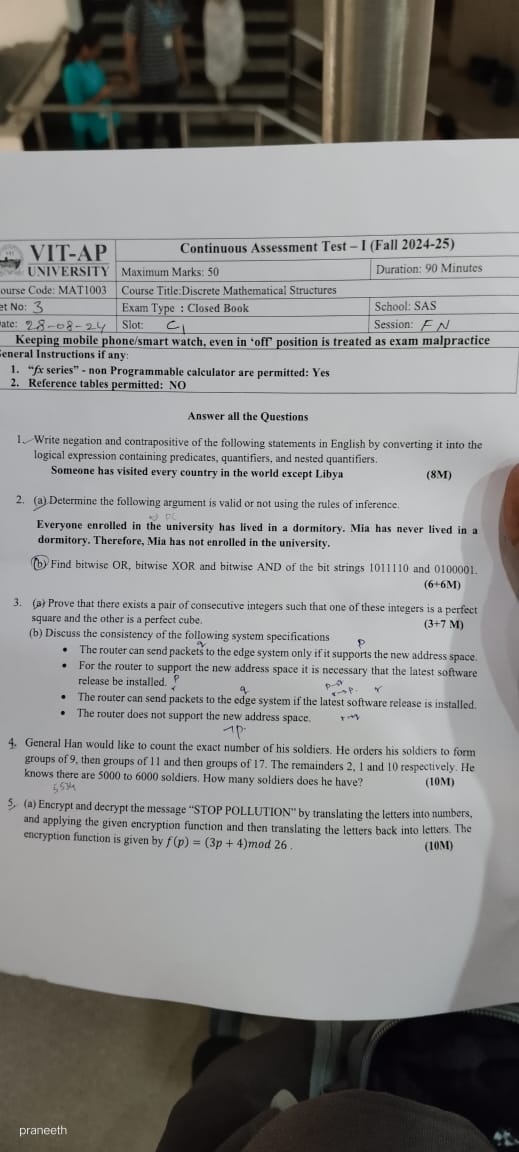 VIT-AP
UNIVERSITY
Continuous Assessment Test – I (Fall 2024-25)
Maximum Marks: 50
Duration: 90 Minutes
ourse Code: MAT1003
Course Title:Discrete Mathematical Structures
et No: 3
Exam Type : Closed Book
School: SAS
ate: 28-08-24
Slot: C1
Session: FN
Keeping mobile phone/smart watch, even in ‘off’ position is treated as exam malpractice
General Instructions if any:
1. “fx series” - non Programmable calculator are permitted: Yes
2. Reference tables permitted: NO
Answer all the Questions
1. Write negation and contrapositive of the following statements in English by converting it into the
logical expression containing predicates, quantifiers, and nested quantifiers.
Someone has visited every country in the world except Libya (8M)
2. (a) Determine the following argument is valid or not using the rules of inference.
Everyone enrolled in the university has lived in a dormitory. Mia has never lived in a
dormitory. Therefore, Mia has not enrolled in the university.
(b) Find bitwise OR, bitwise XOR and bitwise AND of the bit strings 1011110 and 0100001.
(6+6M)
3. (a) Prove that there exists a pair of consecutive integers such that one of these integers is a perfect
square and the other is a perfect cube. (3+7 M)
(b) Discuss the consistency of the following system specifications
p
• The router can send packets to the edge system only if it supports the new address space.
q
• For the router to support the new address space it is necessary that the latest software
release be installed. p
r q p→q r→p. r
• The router can send packets to the edge system if the latest software release is installed.
• The router does not support the new address space. r→q
¬p.
4. General Han would like to count the exact number of his soldiers. He orders his soldiers to form
groups of 9, then groups of 11 and then groups of 17. The remainders 2, 1 and 10 respectively. He
knows there are 5000 to 6000 soldiers. How many soldiers does he have? (10M)
5. (a) Encrypt and decrypt the message “STOP POLLUTION” by translating the letters into numbers,
and applying the given encryption function and then translating the letters back into letters. The
encryption function is given by f(p) = (3p + 4)mod 26 . (10M)
praneeth